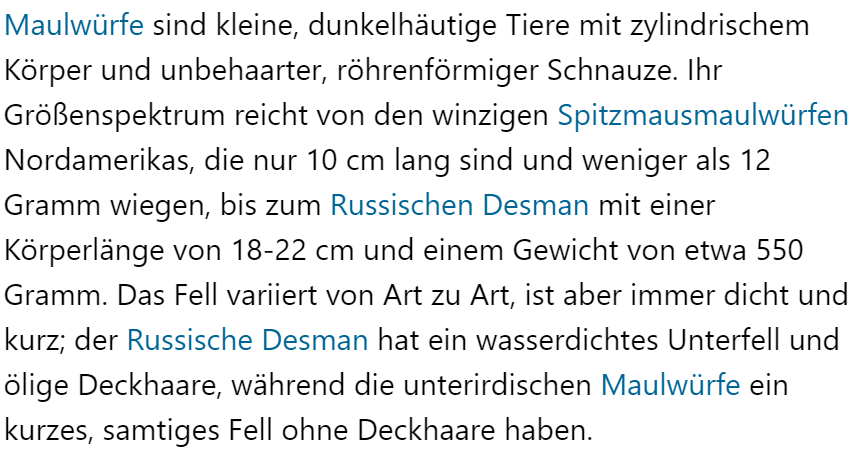 Maulwürfe sind kleine, dunkelhäutige Tiere mit zylindrischem
Körper und unbehaarter, röhrenförmiger Schnauze. Ihr
Größenspektrum reicht von den winzigen Spitzmausmaulwürfen
Nordamerikas, die nur 10 cm lang sind und weniger als 12
Gramm wiegen, bis zum Russischen Desman mit einer
Körperlänge von 18-22 cm und einem Gewicht von etwa 550
Gramm. Das Fell variiert von Art zu Art, ist aber immer dicht und
kurz; der Russische Desman hat ein wasserdichtes Unterfell und
ölige Deckhaare, während die unterirdischen Maulwürfe ein
kurzes, samtiges Fell ohne Deckhaare haben.